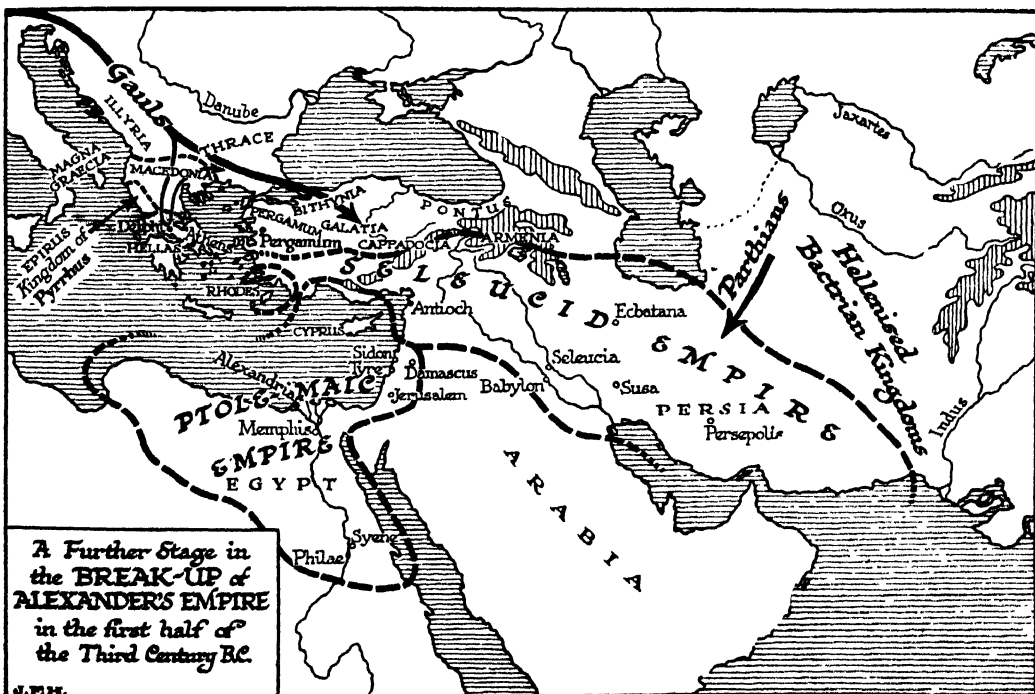 Gauls
ILLYRIA
Danube
THRACE
MAGNA
GRAECIA
MACEDONIA
EPIRUS
Kingdom of
Pyrrhus
Delphi
HELLAS
RHODES
BITHYNIA
PERGAMUM
Pergamum
GALATIA
PONTUS
CAPPADOCIA
ARMENIA
SELEUCID EMPIRE
Jaxartes
Oxus
Parthians
Hellenised
Bactrian Kingdoms
Indus
CYPRUS
Antioch
Ecbatana
Sidon
Tyre
Damascus
Jerusalem
Seleucia
Babylon
Susa
PERSIA
Persepolis
Alexandria
PTOLEMAIC
EMPIRE
Memphis
EGYPT
ARABIA
Syene
Philae
A Further Stage in
the BREAK-UP of
ALEXANDER'S EMPIRE
in the first half of
the Third Century B.C.
J.F.H.